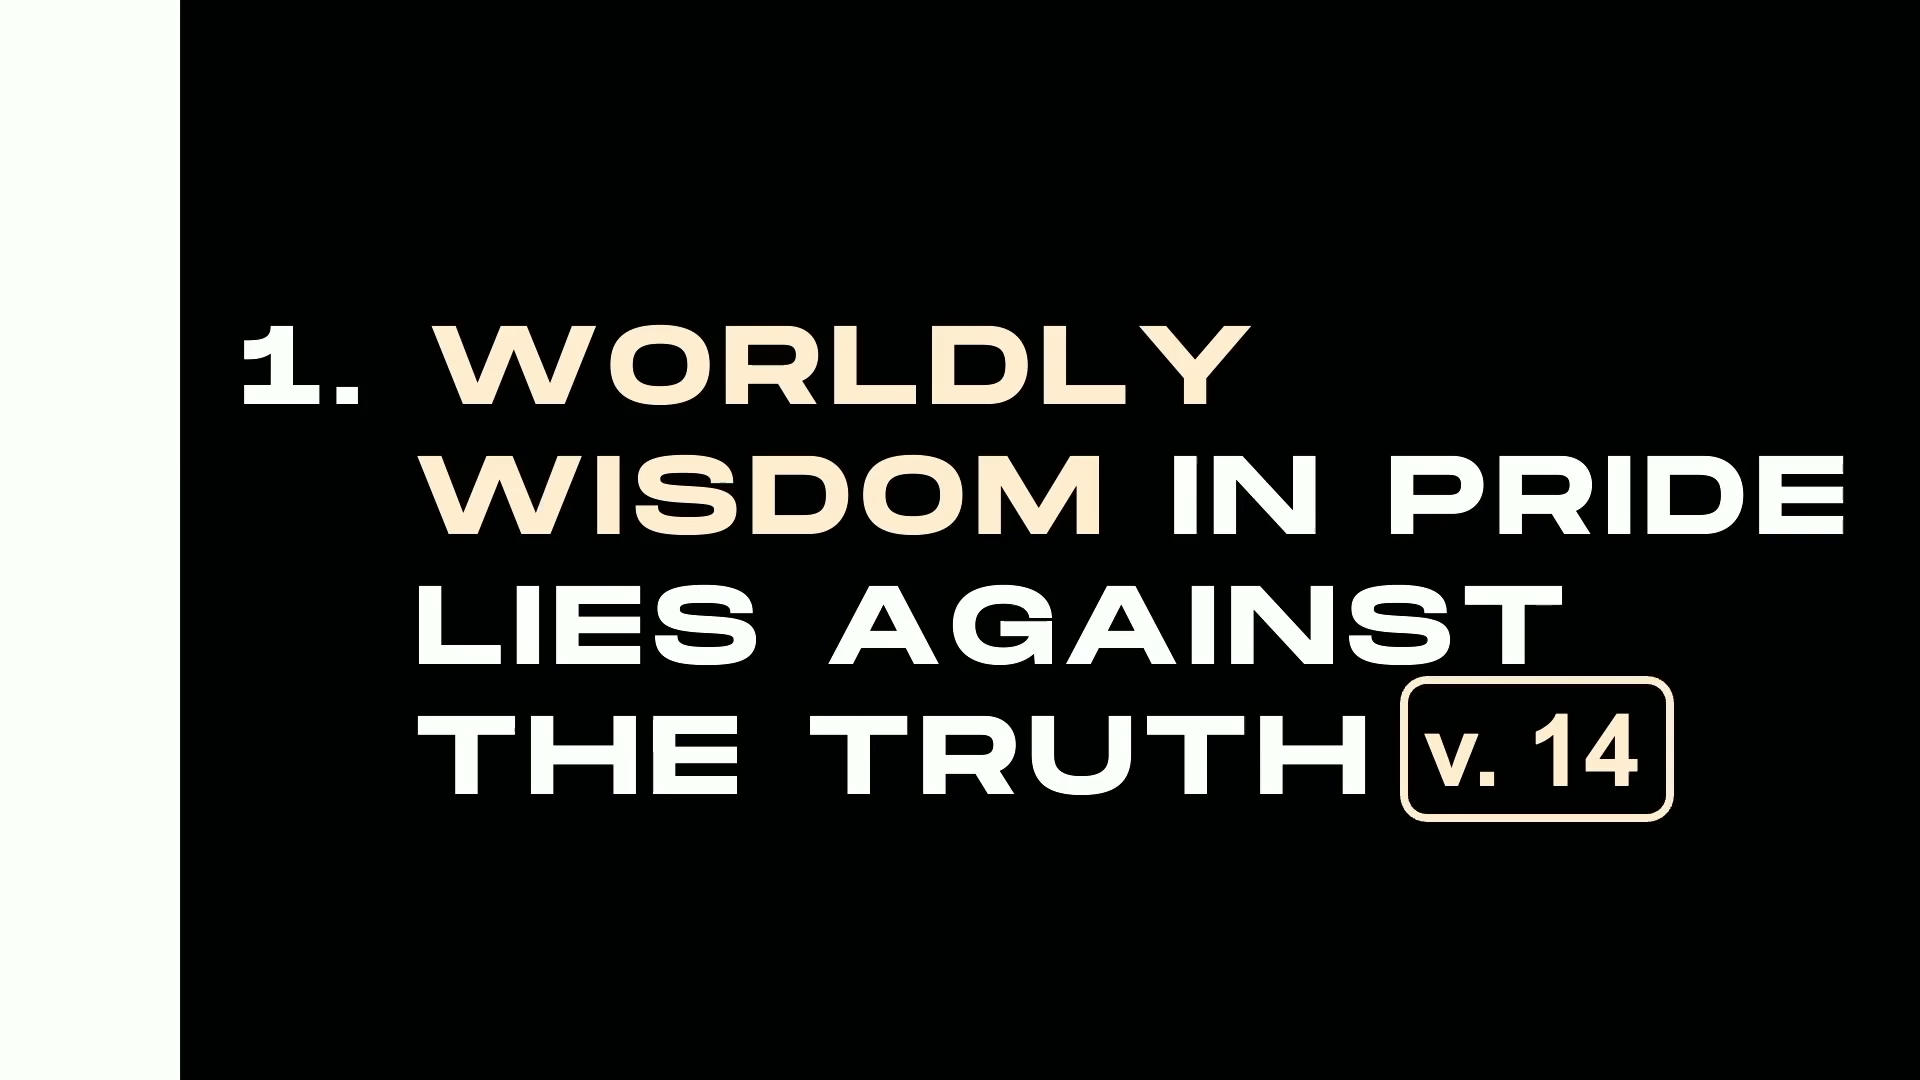 1. WORLDLY
WISDOM IN PRIDE
LIES AGAINST
THE TRUTH v. 14